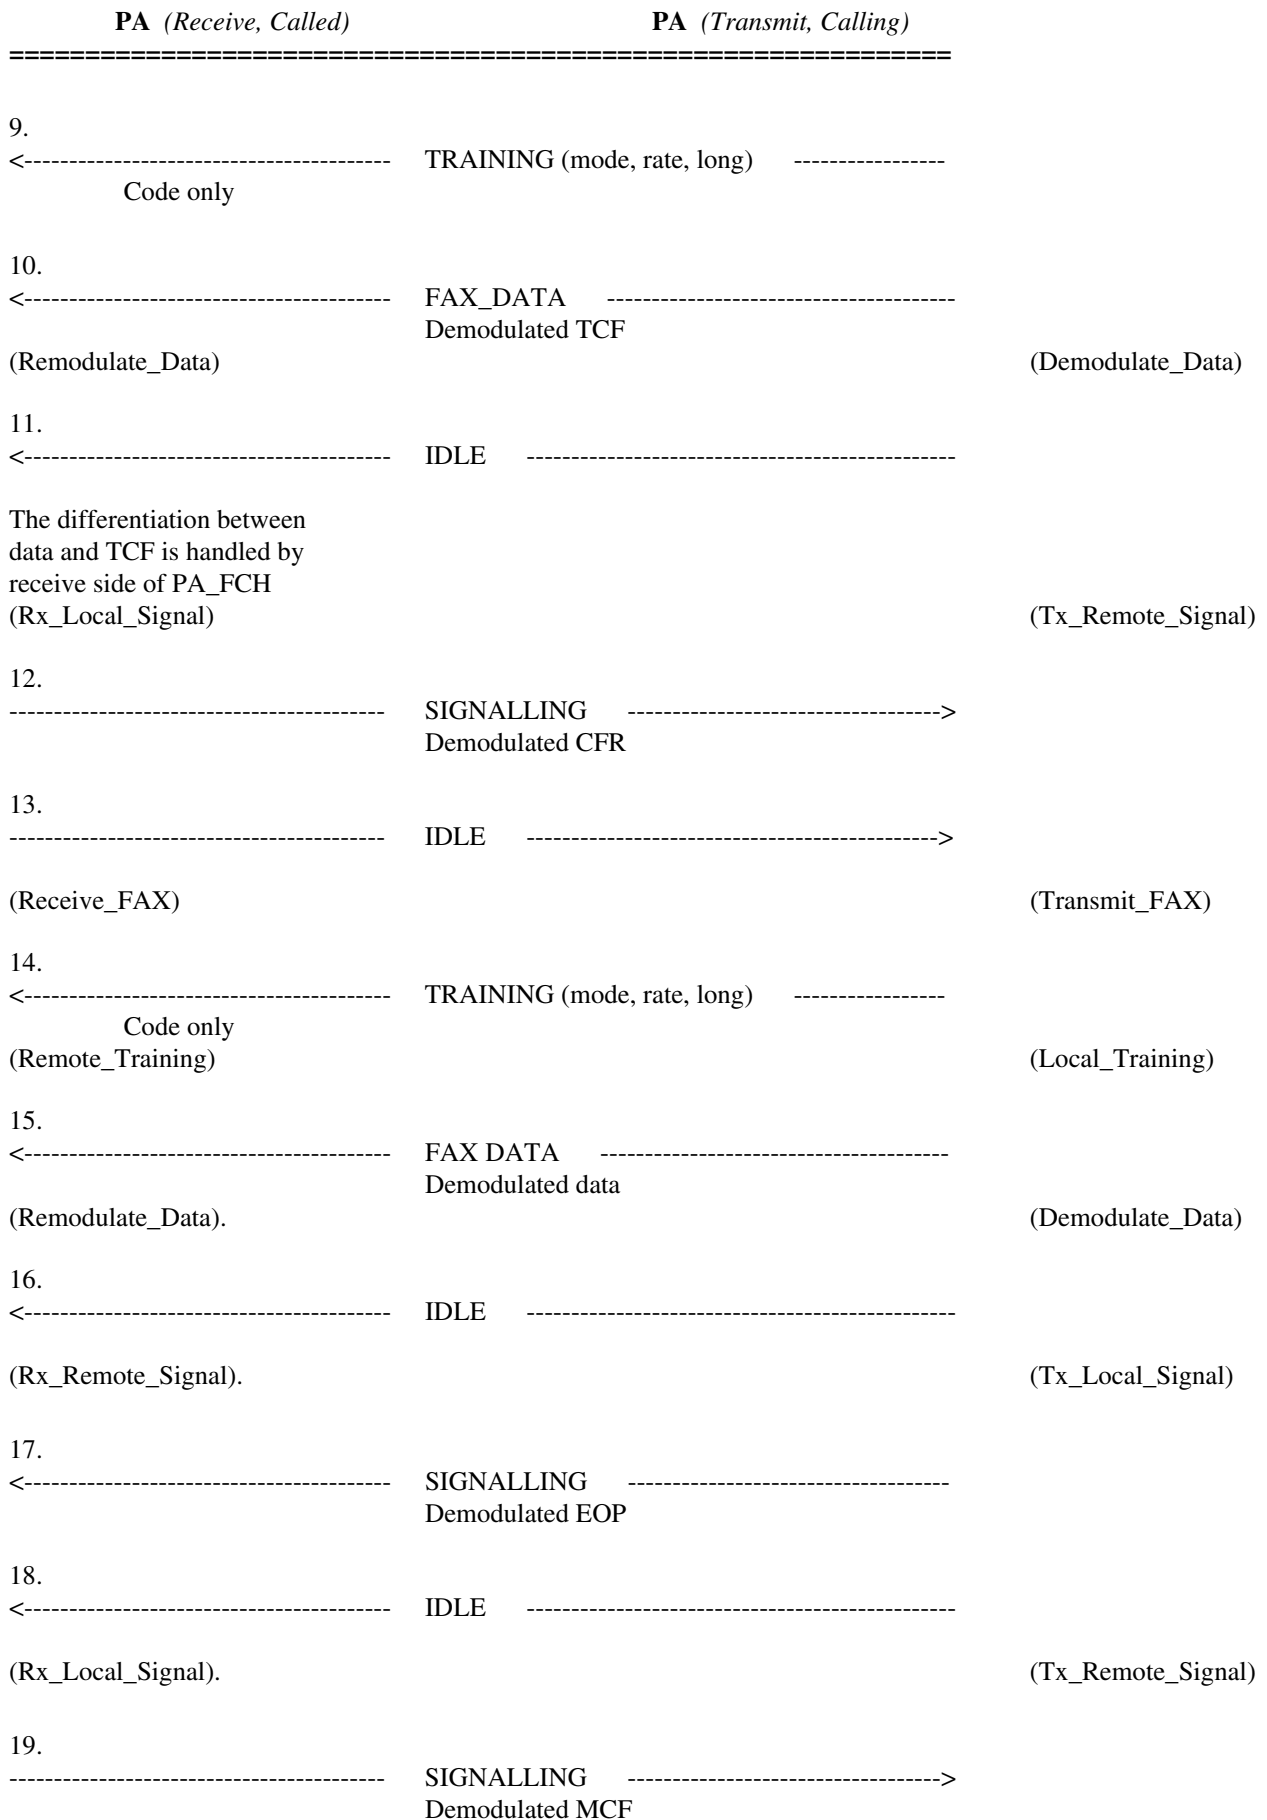 PA (Receive, Called) PA (Transmit, Calling)
==============================================================
9.
<----------------------------------------- TRAINING (mode, rate, long) -----------------
Code only
10.
<----------------------------------------- FAX_DATA ---------------------------------------
Demodulated TCF
(Remodulate_Data) (Demodulate_Data)
11.
<----------------------------------------- IDLE ------------------------------------------------
The differentiation between
data and TCF is handled by
receive side of PA_FCH
(Rx_Local_Signal) (Tx_Remote_Signal)
12.
------------------------------------------ SIGNALLING ----------------------------------->
Demodulated CFR
13.
------------------------------------------ IDLE ---------------------------------------------->
(Receive_FAX) (Transmit_FAX)
14.
<----------------------------------------- TRAINING (mode, rate, long) -----------------
Code only
(Remote_Training) (Local_Training)
15.
<----------------------------------------- FAX DATA ---------------------------------------
Demodulated data
(Remodulate_Data). (Demodulate_Data)
16.
<----------------------------------------- IDLE ------------------------------------------------
(Rx_Remote_Signal). (Tx_Local_Signal)
17.
<----------------------------------------- SIGNALLING ------------------------------------
Demodulated EOP
18.
<----------------------------------------- IDLE ------------------------------------------------
(Rx_Local_Signal). (Tx_Remote_Signal)
19.
------------------------------------------ SIGNALLING ----------------------------------->
Demodulated MCF